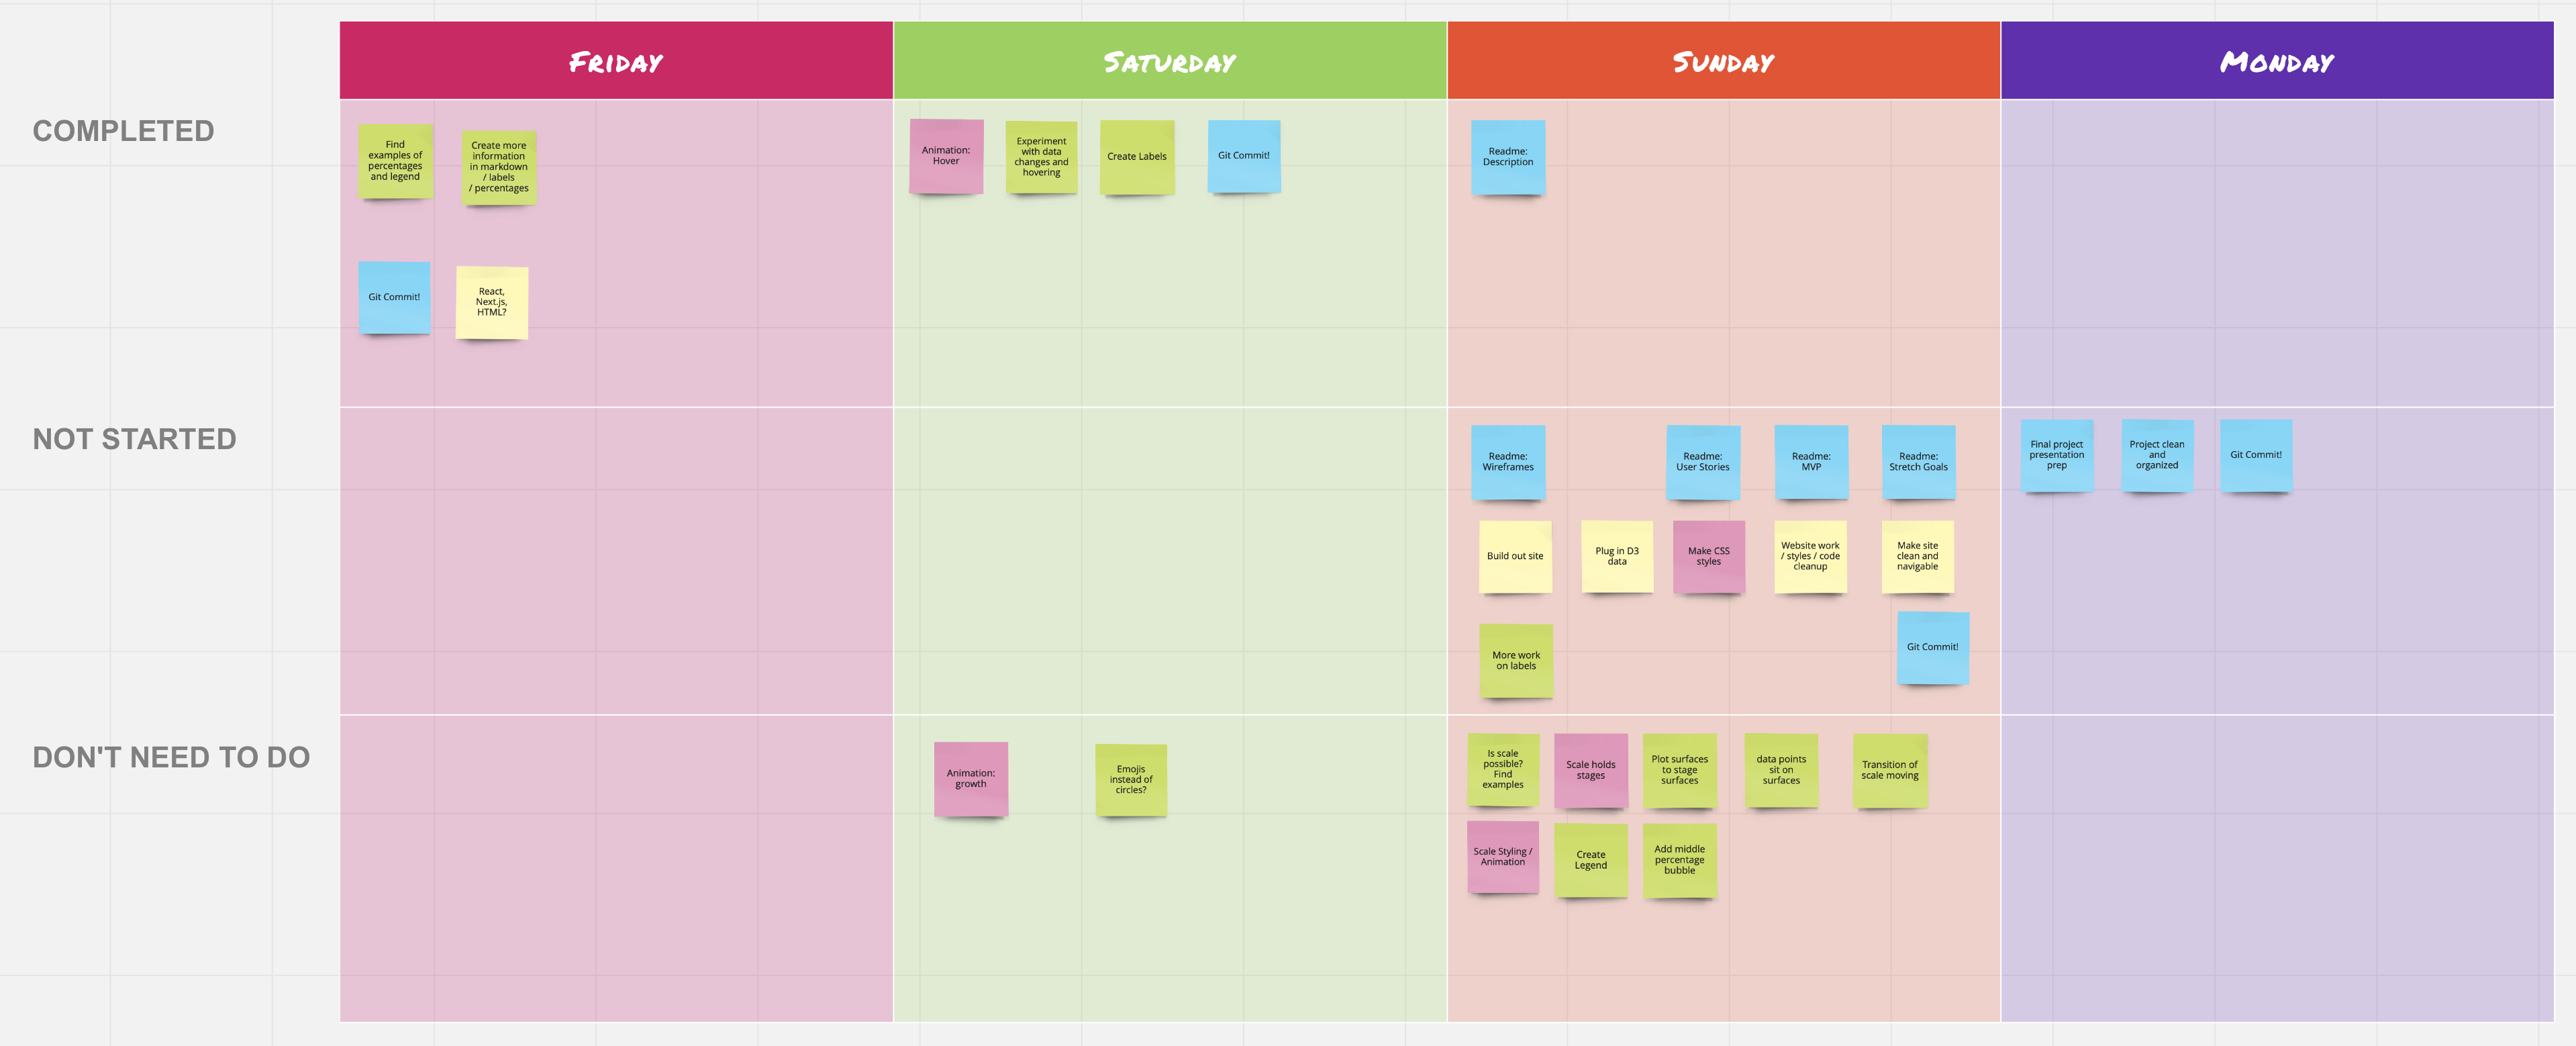 Friday
Saturday
Sunday
Monday
COMPLETED
Find
examples of
percentages
and legend
Create more
information
in markdown
/ labels
/ percentages
Git Commit!
React,
Next.js,
HTML?
Animation:
Hover
Experiment
with data
changes and
hovering
Create Labels
Git Commit!
Readme:
Description
NOT STARTED
Readme:
Wireframes
Readme:
User Stories
Readme:
MVP
Readme:
Stretch Goals
Build out site
Plug in D3
data
Make CSS
styles
Website work
/ styles / code
cleanup
Make site
clean and
navigable
More work
on labels
Git Commit!
Final project
presentation
prep
Project clean
and
organized
Git Commit!
DON'T NEED TO DO
Animation:
growth
Emojis
instead of
circles?
Is scale
possible?
Find
examples
Scale holds
stages
Plot surfaces
to stage
surfaces
data points
sit on
surfaces
Transition of
scale moving
Scale Styling /
Animation
Create
Legend
Add middle
percentage
bubble